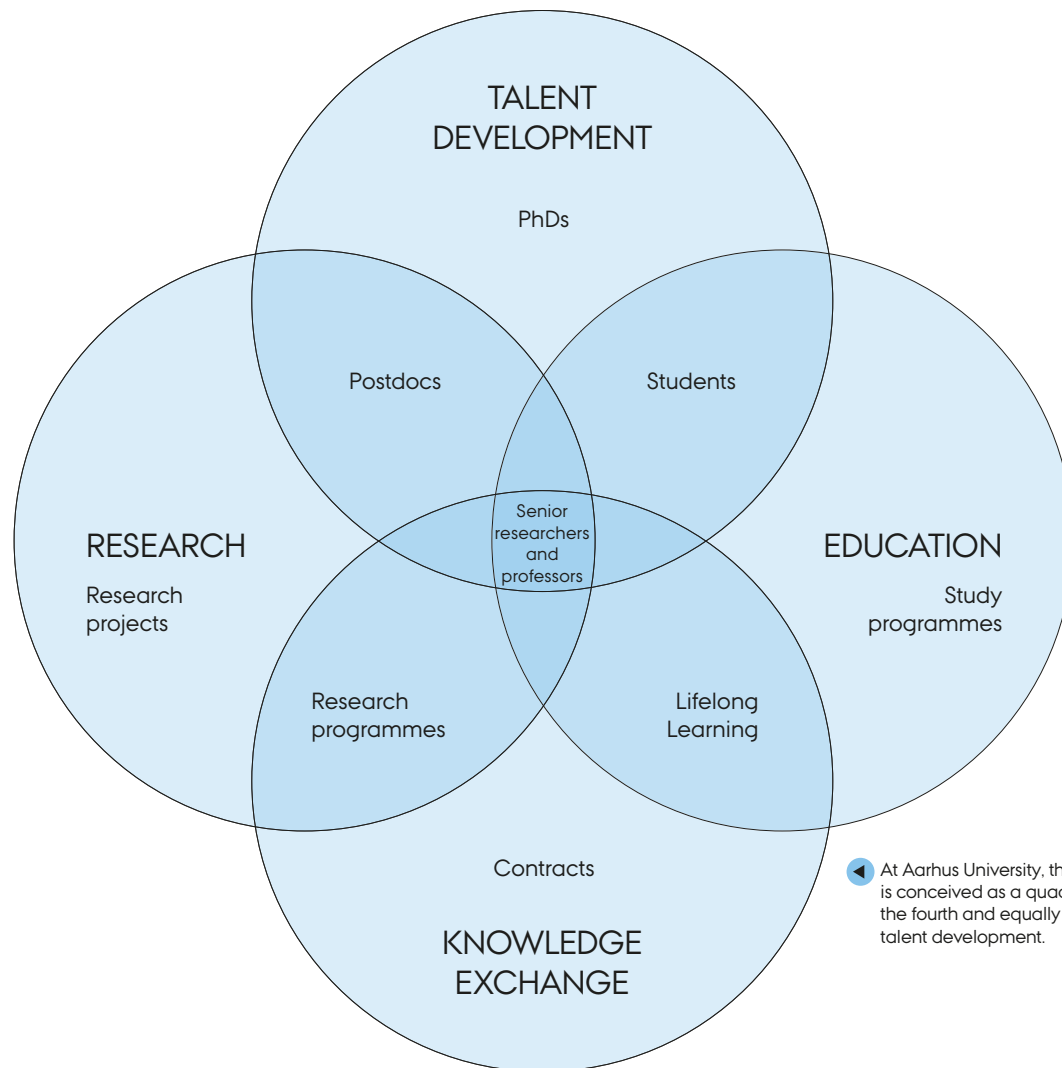 TALENT
DEVELOPMENT
PhDs
Postdocs
Students
Senior
researchers
and
professors
RESEARCH
Research
projects
EDUCATION
Study
programmes
Research
programmes
Lifelong
Learning
Contracts
KNOWLEDGE
EXCHANGE
At Aarhus University, th
is conceived as a quad
the fourth and equally
talent development.